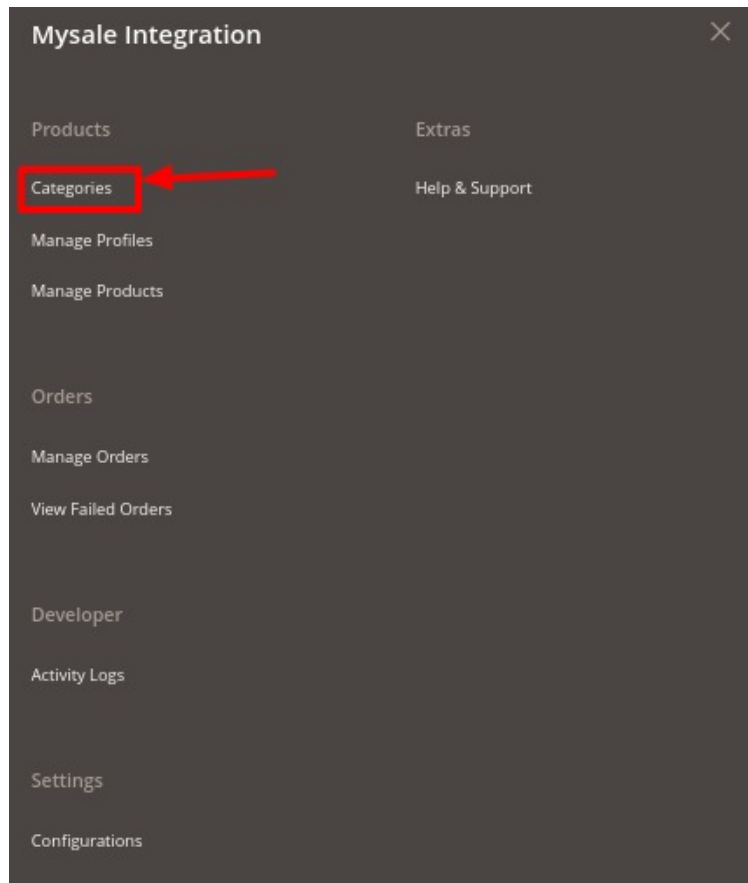 Mysale Integration
Products
Categories
Manage Profiles
Manage Products
Orders
Manage Orders
View Failed Orders
Developer
Activity Logs
Settings
Configurations
Extras
Help & Support